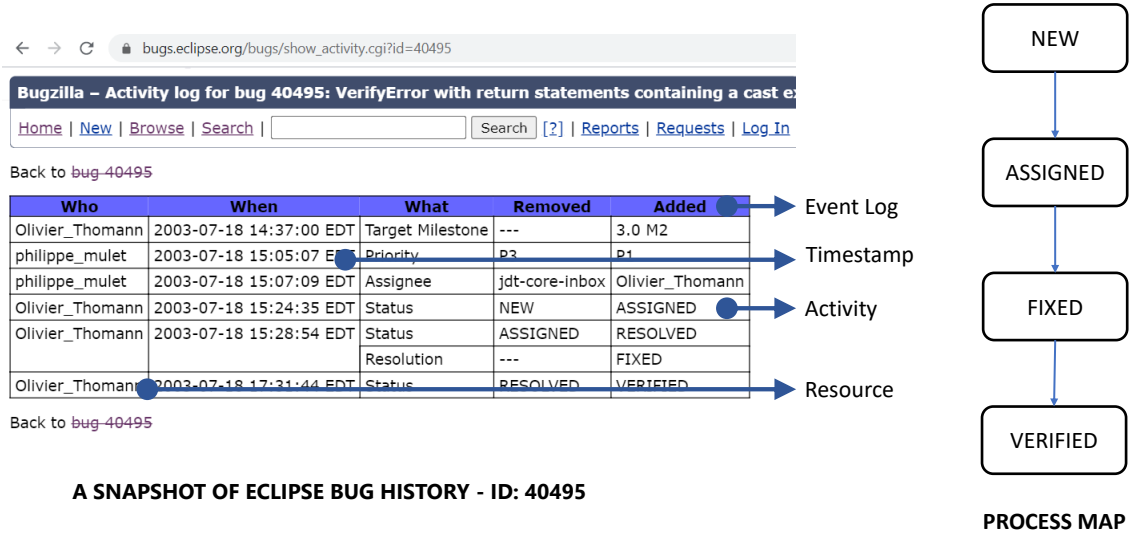 bugs.eclipse.org/bugs/show_activity.cgi?id=40495
Bugzilla – Activity log for bug 40495: VerifyError with return statements containing a cast ex
Home | New | Browse | Search | Search [?] | Reports | Requests | Log In
Back to bug 40495
Who When What Removed Added
Olivier_Thomann 2003-07-18 14:37:00 EDT Target Milestone --- 3.0 M2
philippe_mulet 2003-07-18 15:05:07 EDT Priority P3 P1
philippe_mulet 2003-07-18 15:07:09 EDT Assignee jdt-core-inbox Olivier_Thomann
Olivier_Thomann 2003-07-18 15:24:35 EDT Status NEW ASSIGNED
Olivier_Thomann 2003-07-18 15:28:54 EDT Status ASSIGNED RESOLVED
Resolution --- FIXED
Olivier_Thomann 2003-07-18 17:31:44 EDT Status RESOLVED VERIFIED
Back to bug 40495
Event Log
Timestamp
Activity
Resource
A SNAPSHOT OF ECLIPSE BUG HISTORY - ID: 40495
NEW
ASSIGNED
FIXED
VERIFIED
PROCESS MAP